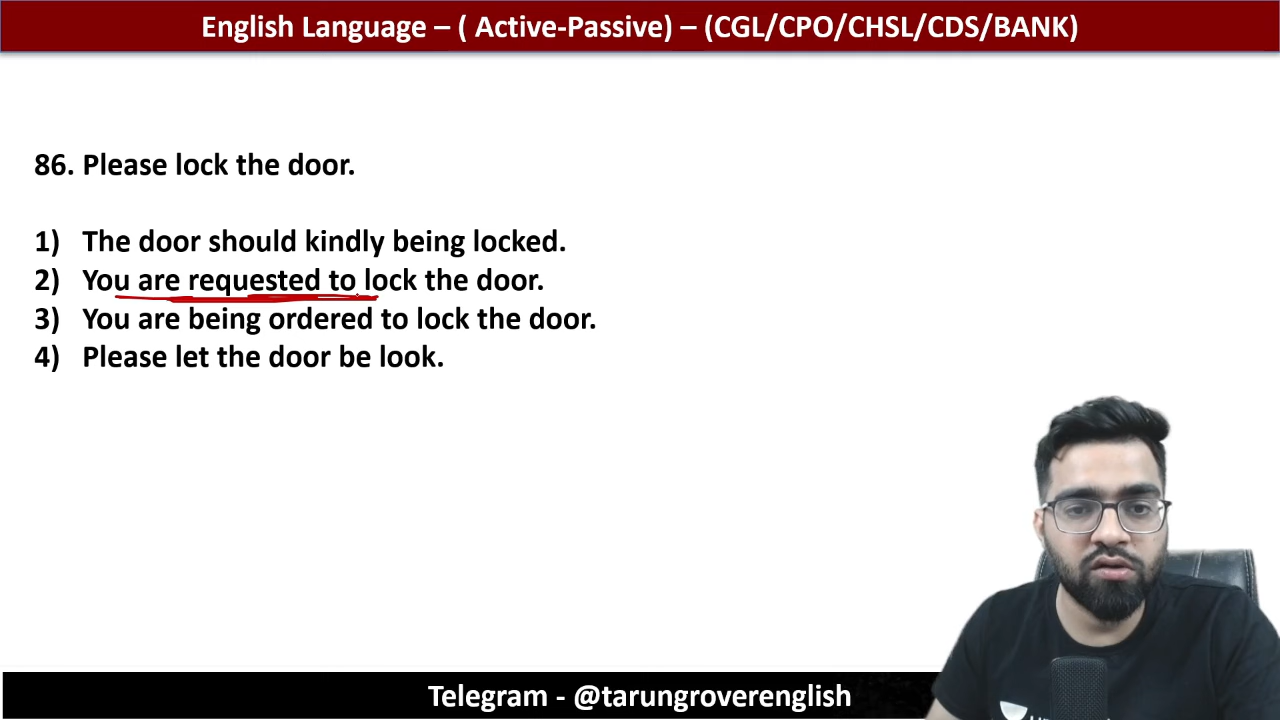 English Language – ( Active-Passive) – (CGL/CPO/CHSL/CDS/BANK)
86. Please lock the door.
1) The door should kindly being locked.
2) You are requested to lock the door.
3) You are being ordered to lock the door.
4) Please let the door be look.
Telegram - @tarungroverenglish